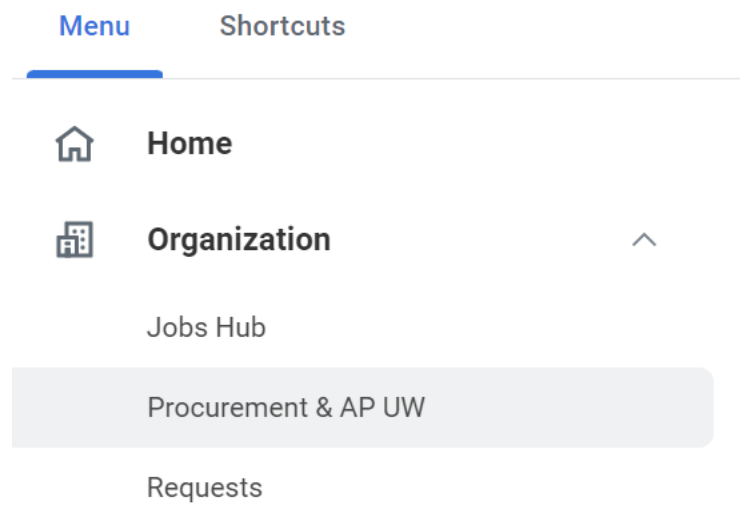 Menu Shortcuts
Home
Organization
Jobs Hub
Procurement & AP UW
Requests